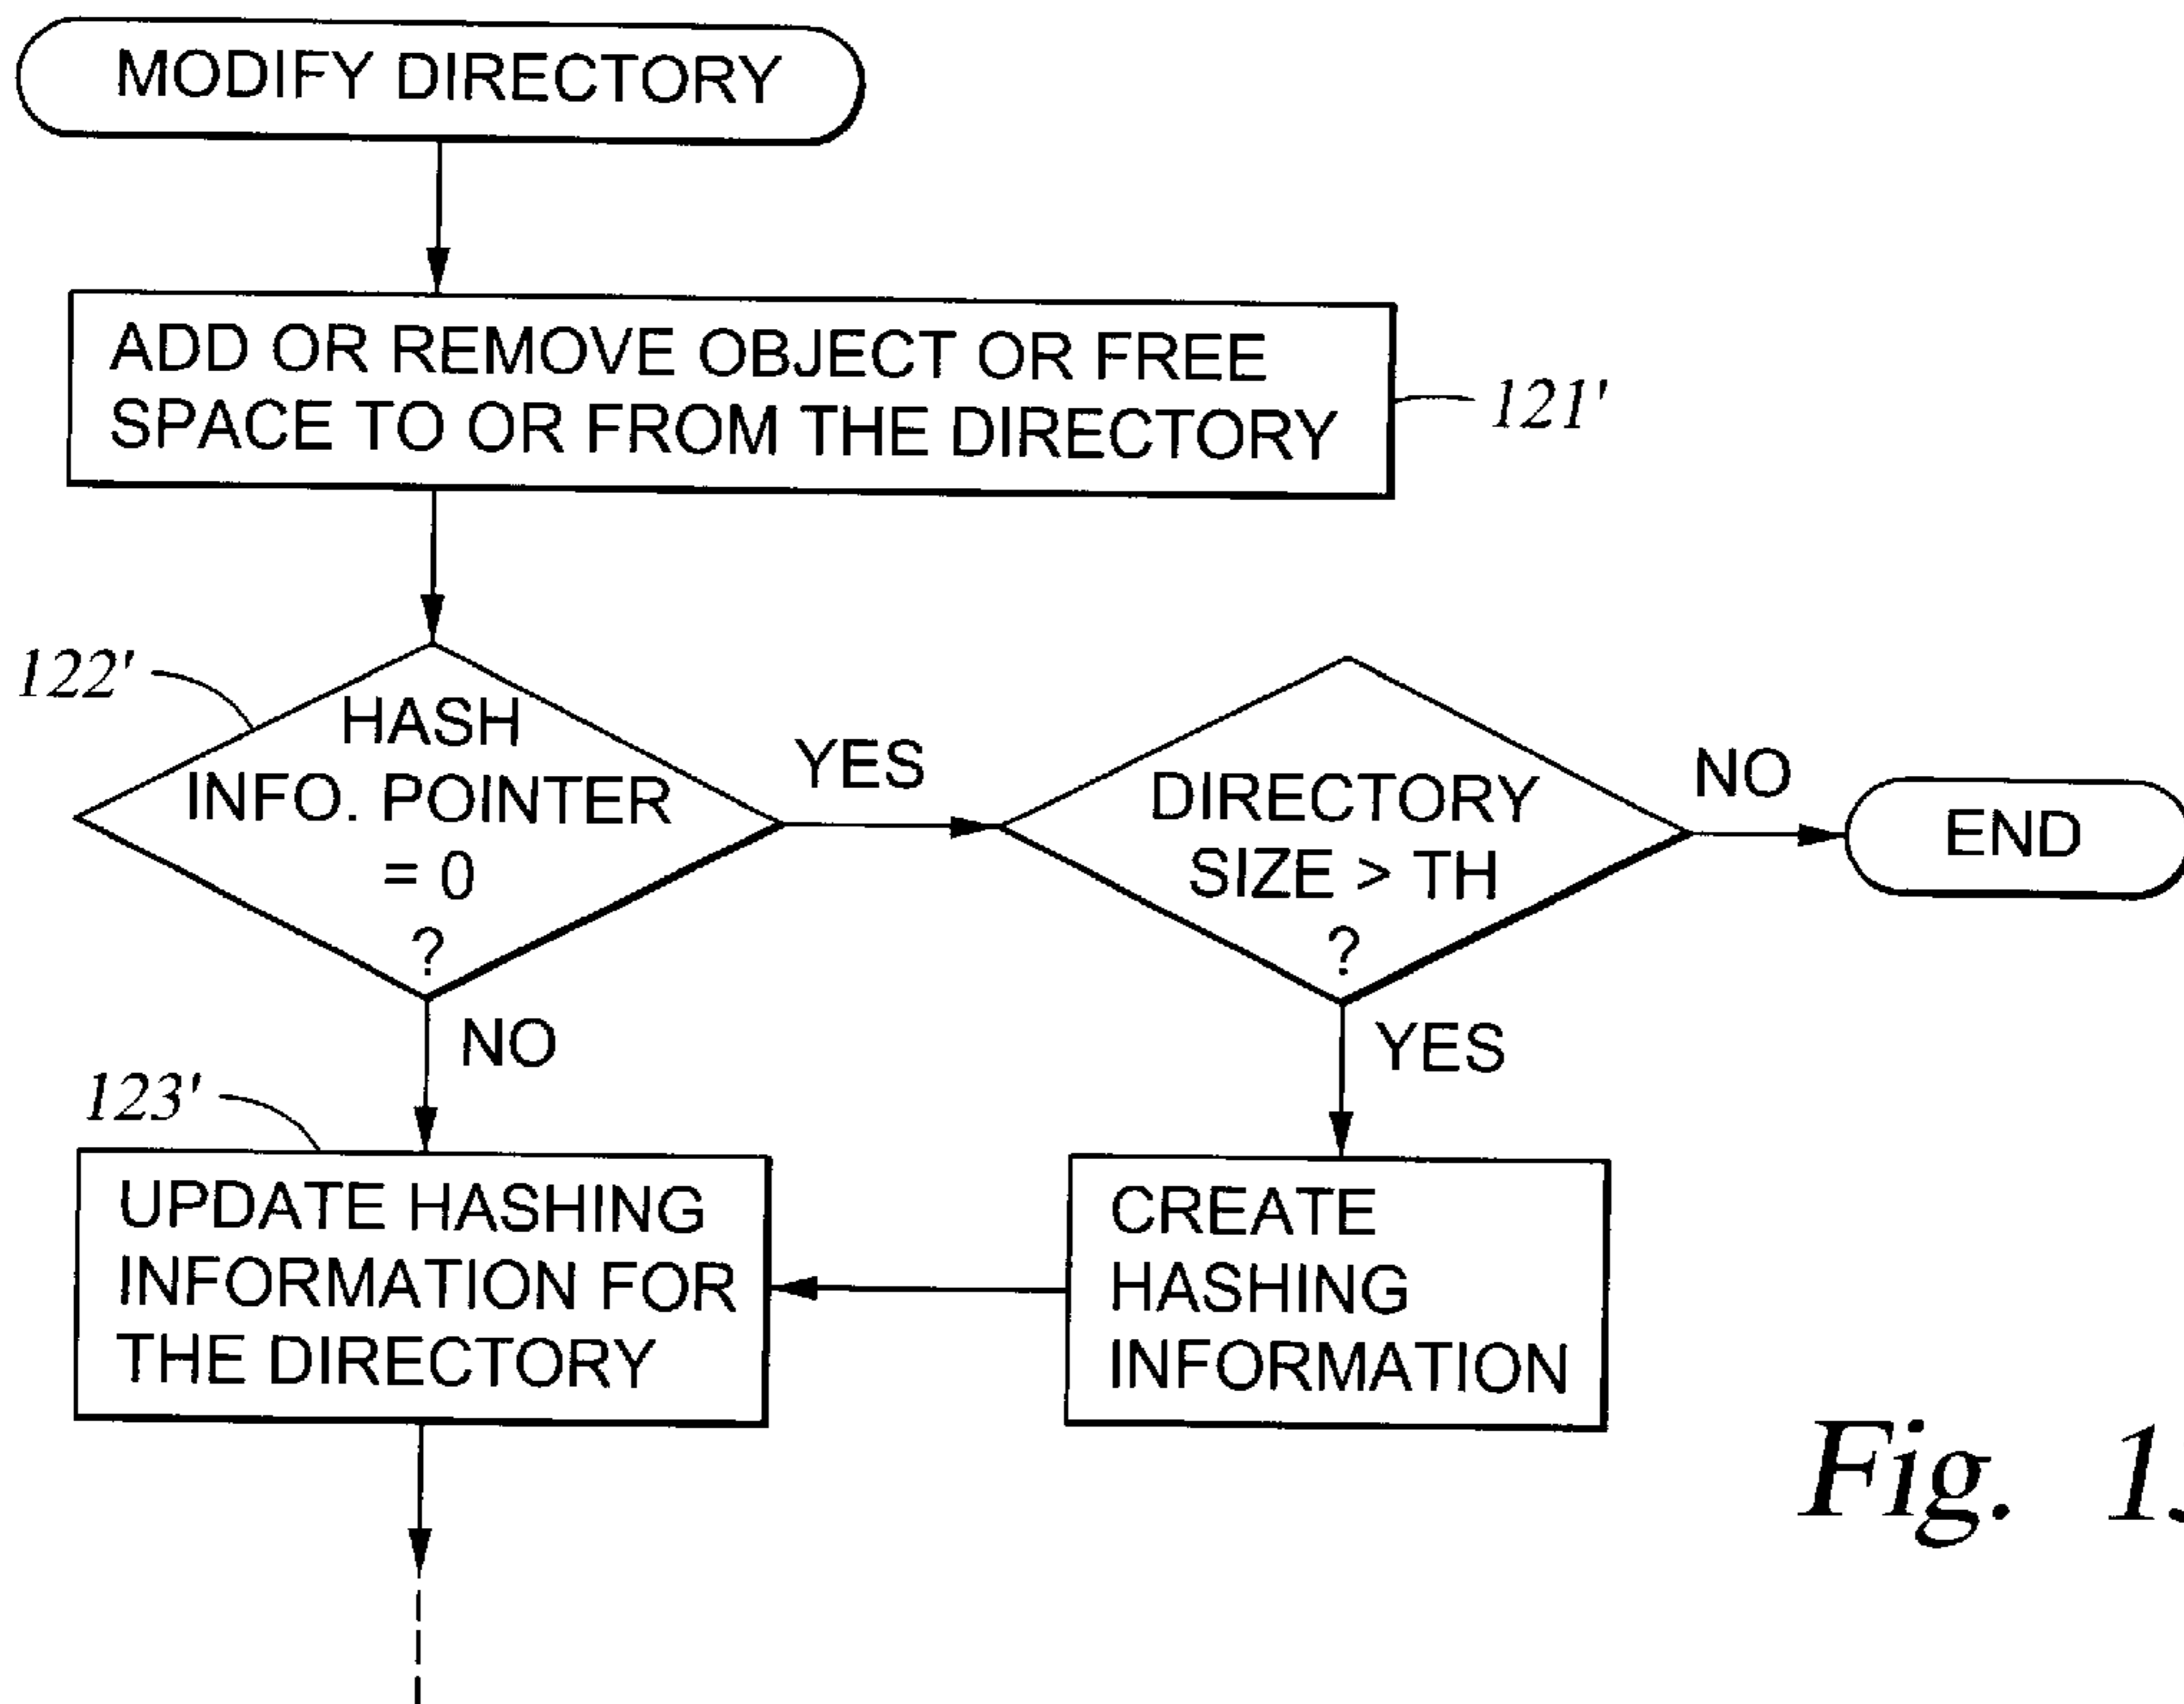 MODIFY DIRECTORY
ADD OR REMOVE OBJECT OR FREE
SPACE TO OR FROM THE DIRECTORY
121'
122'
HASH
INFO. POINTER
= 0
?
YES
DIRECTORY
SIZE > TH
?
NO
END
NO
YES
123'
UPDATE HASHING
INFORMATION FOR
THE DIRECTORY
CREATE
HASHING
INFORMATION
Fig. 1